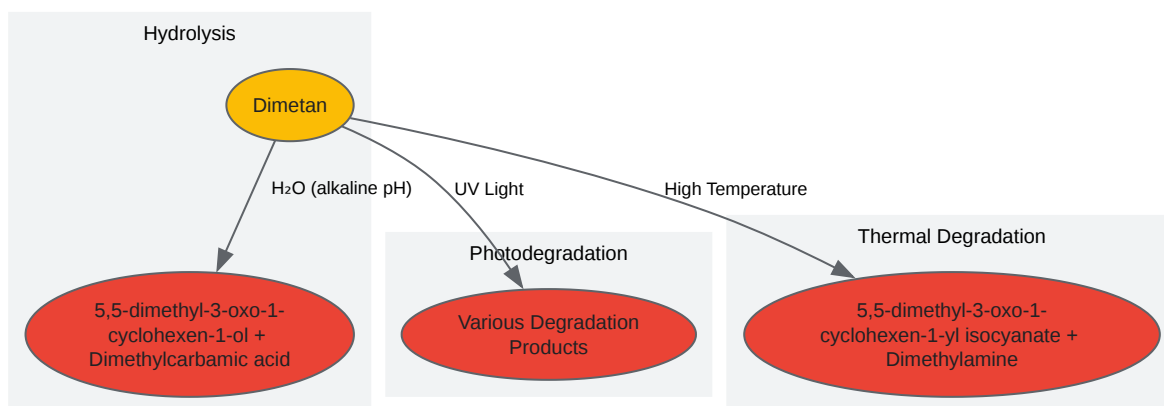 Hydrolysis
Dimetan
H₂O (alkaline pH)
UV Light
High Temperature
Photodegradation
Thermal Degradation
5,5-dimethyl-3-oxo-1-
cyclohexen-1-ol +
Dimethylcarbamic acid
Various Degradation
Products
5,5-dimethyl-3-oxo-1-
cyclohexen-1-yl isocyanate +
Dimethylamine